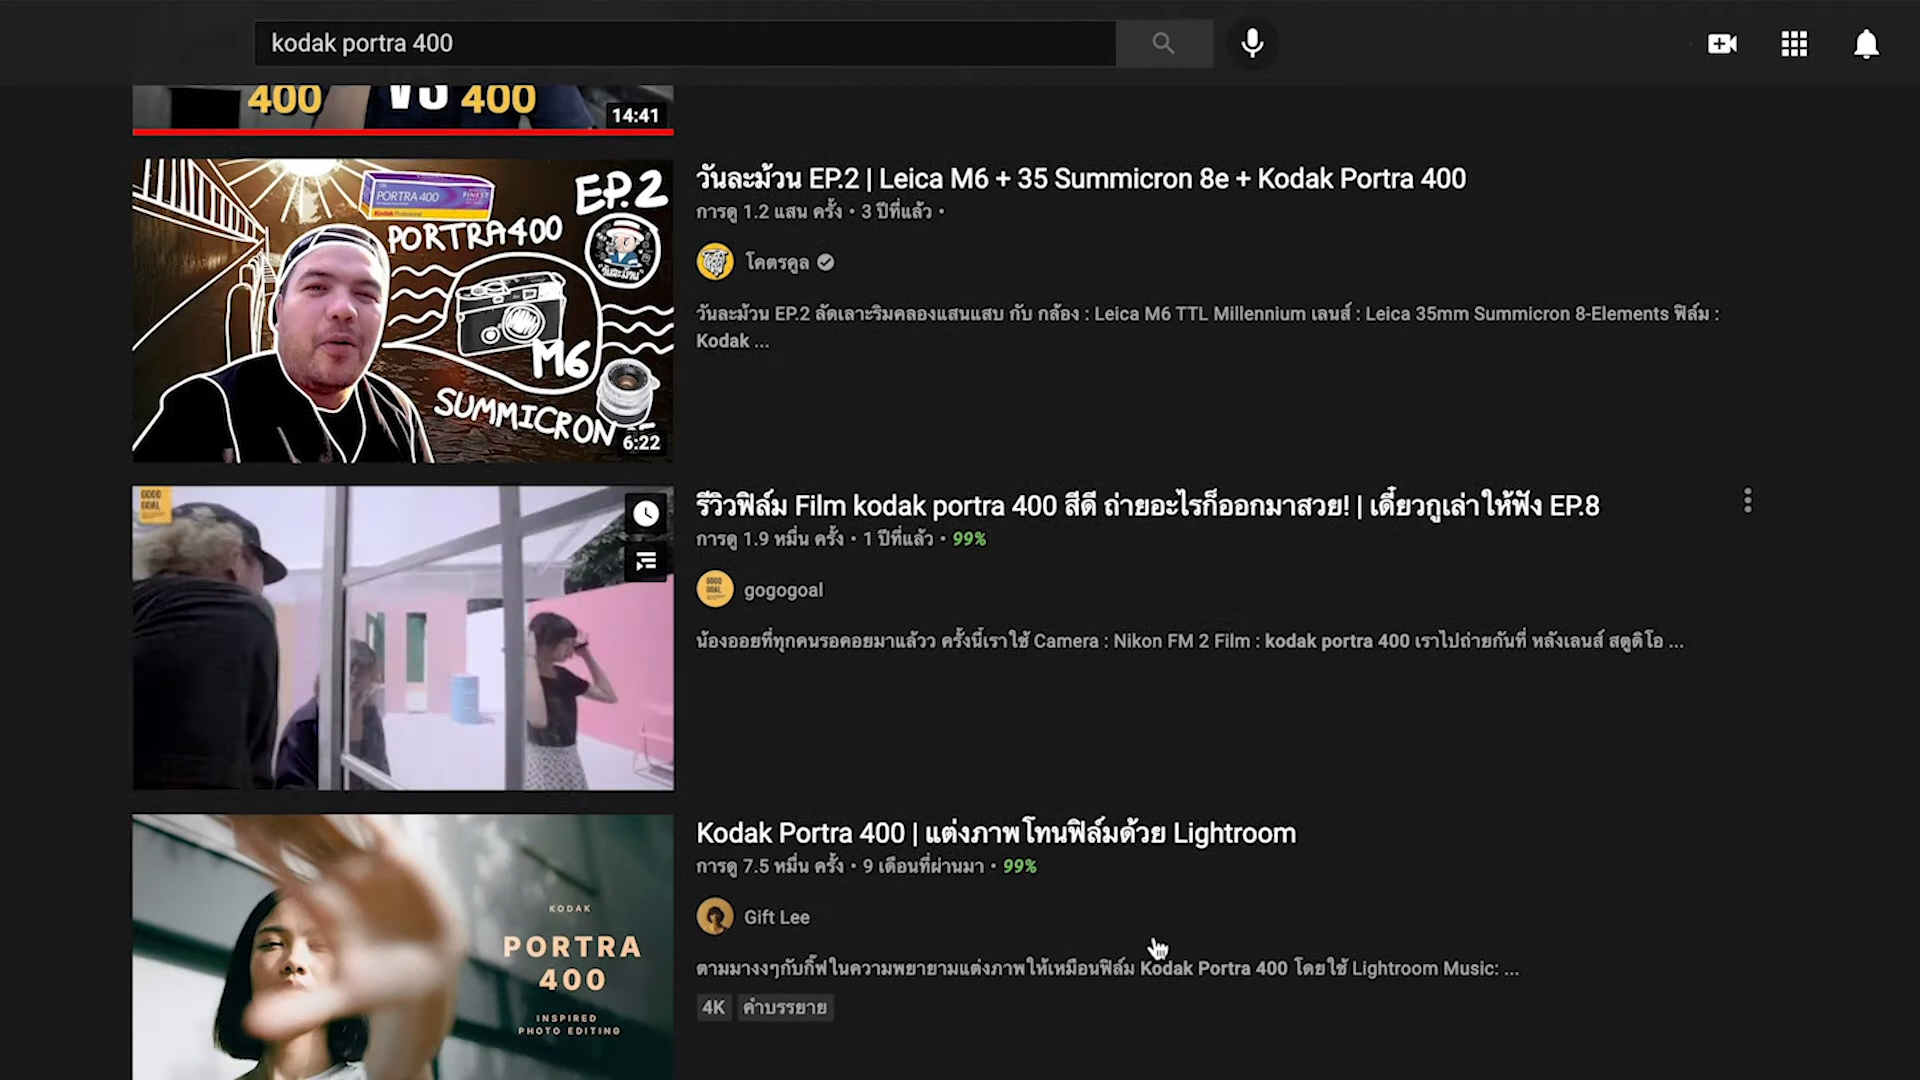 kodak portra 400
400 VS 400
14:41
EP.2
PORTRA 400
PORTRA400
M6
SUMMICRON
6:22
วันละม้วน EP.2 | Leica M6 + 35 Summicron 8e + Kodak Portra 400
การดู 1.2 แสน ครั้ง • 3 ปีที่แล้ว •
โคตรคูล
วันละม้วน EP.2 ลัดเลาะริมคลองแสนแสบ กับ กล้อง : Leica M6 TTL Millennium เลนส์ : Leica 35mm Summicron 8-Elements ฟิล์ม :
Kodak ...
GOOD
GOAL
รีวิวฟิล์ม Film kodak portra 400 สีดี ถ่ายอะไรก็ออกมาสวย! | เดี๋ยวกูเล่าให้ฟัง EP.8
การดู 1.9 หมื่น ครั้ง • 1 ปีที่แล้ว • 99%
gogogoal
น้องออยที่ทุกคนรอคอยมาแล้วว ครั้งนี้เราใช้ Camera : Nikon FM 2 Film : kodak portra 400 เราไปถ่ายกันที่ หลังเลนส์ สตูดิโอ ...
KODAK
PORTRA
400
INSPIRED
PHOTO EDITING
Kodak Portra 400 | แต่งภาพโทนฟิล์มด้วย Lightroom
การดู 7.5 หมื่น ครั้ง • 9 เดือนที่ผ่านมา • 99%
Gift Lee
ตามมางงๆกับกิ๊ฟในความพยายามแต่งภาพให้เหมือนฟิล์ม Kodak Portra 400 โดยใช้ Lightroom Music: ...
4K คำบรรยาย